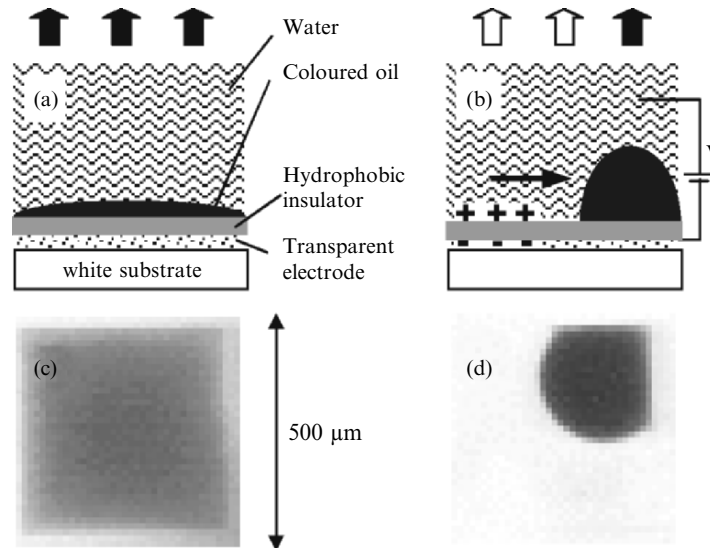 Water
Coloured oil
(a)
Hydrophobic
insulator
Transparent
electrode
white substrate
(b)
V
(c)
500 µm
(d)